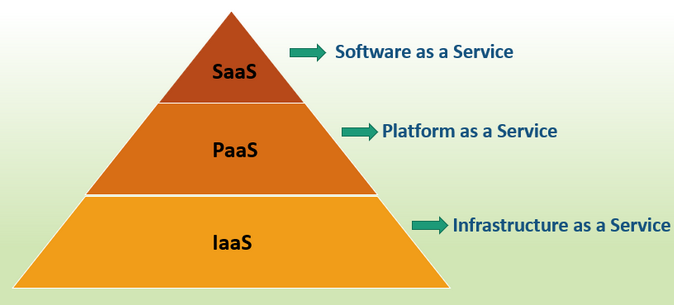 SaaS
Software as a Service
PaaS
Platform as a Service
IaaS
Infrastructure as a Service